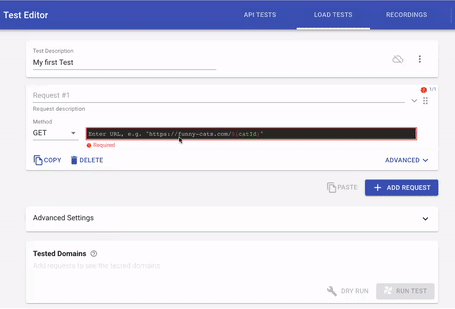 Test Editor
API TESTS
LOAD TESTS
RECORDINGS
Test Description
My first Test
Request #1
1/1
Request description
Method
GET
Enter URL, e.g. "https://funny-cats.com/${catId}"
Required
COPY
DELETE
ADVANCED
PASTE
ADD REQUEST
Advanced Settings
Tested Domains
Add requests to see the tested domains
DRY RUN
RUN TEST